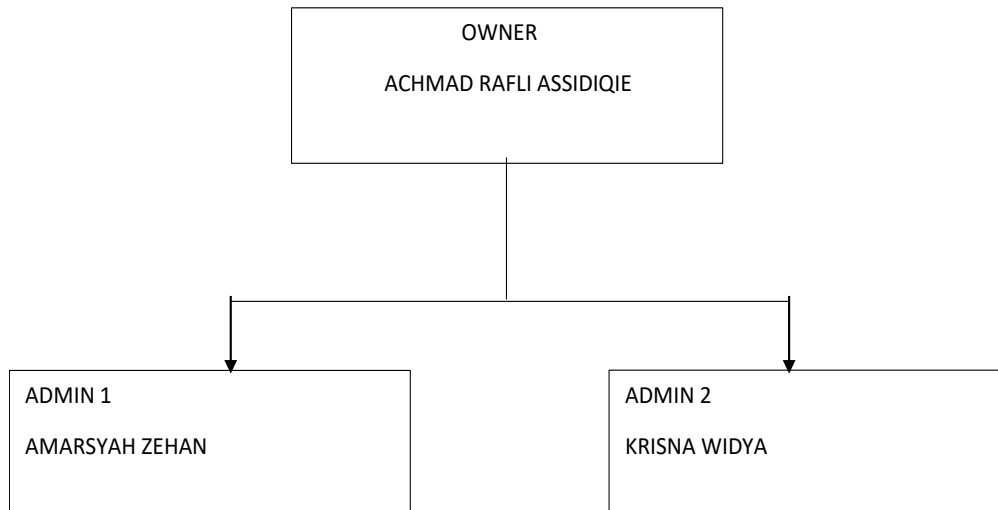 OWNER
ACHMAD RAFLI ASSIDIQIE
ADMIN 1
AMARSYAH ZEHAN
ADMIN 2
KRISNA WIDYA